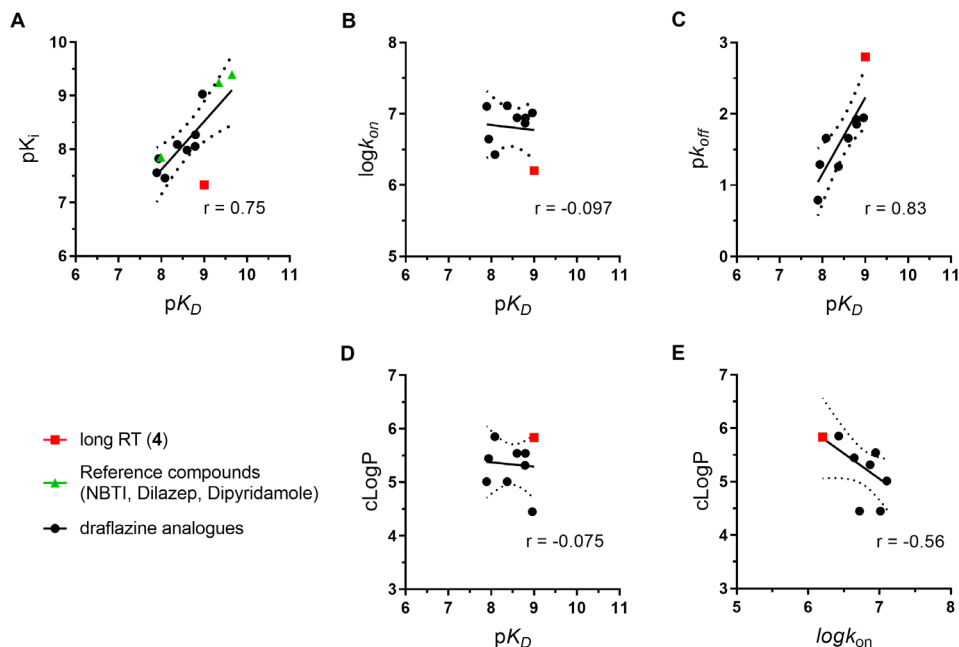 A
pKi
10
9
8
7
6
6 7 8 9 10 11
pKD
r = 0.75
B
logkon
8
7
6
5
6 7 8 9 10 11
pKD
r = -0.097
C
pkoff
3
2
1
0
6 7 8 9 10 11
pKD
r = 0.83
long RT (4)
Reference compounds
(NBTI, Dilazep, Dipyridamole)
draflazine analogues
D
cLogP
7
6
5
4
3
6 7 8 9 10 11
pKD
r = -0.075
E
cLogP
7
6
5
4
3
5 6 7 8
logkon
r = -0.56